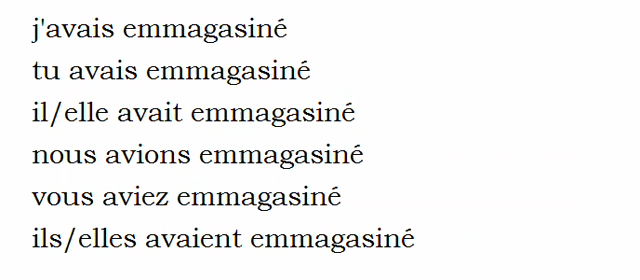 j'avais emmagasiné
tu avais emmagasiné
il/elle avait emmagasiné
nous avions emmagasiné
vous aviez emmagasiné
ils/elles avaient emmagasiné